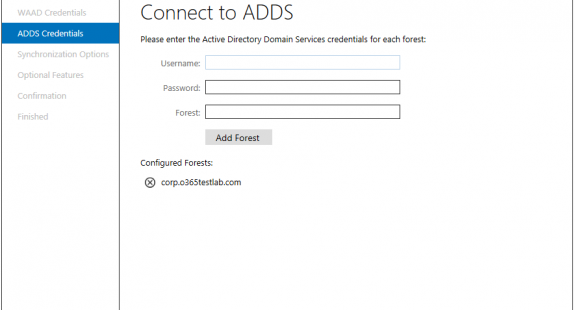 WAAD Credentials
ADDS Credentials
Synchronization Options
Optional Features
Confirmation
Finished
Connect to ADDS
Please enter the Active Directory Domain Services credentials for each forest:
Username:
Password:
Forest:
Add Forest
Configured Forests:
corp.o365testlab.com